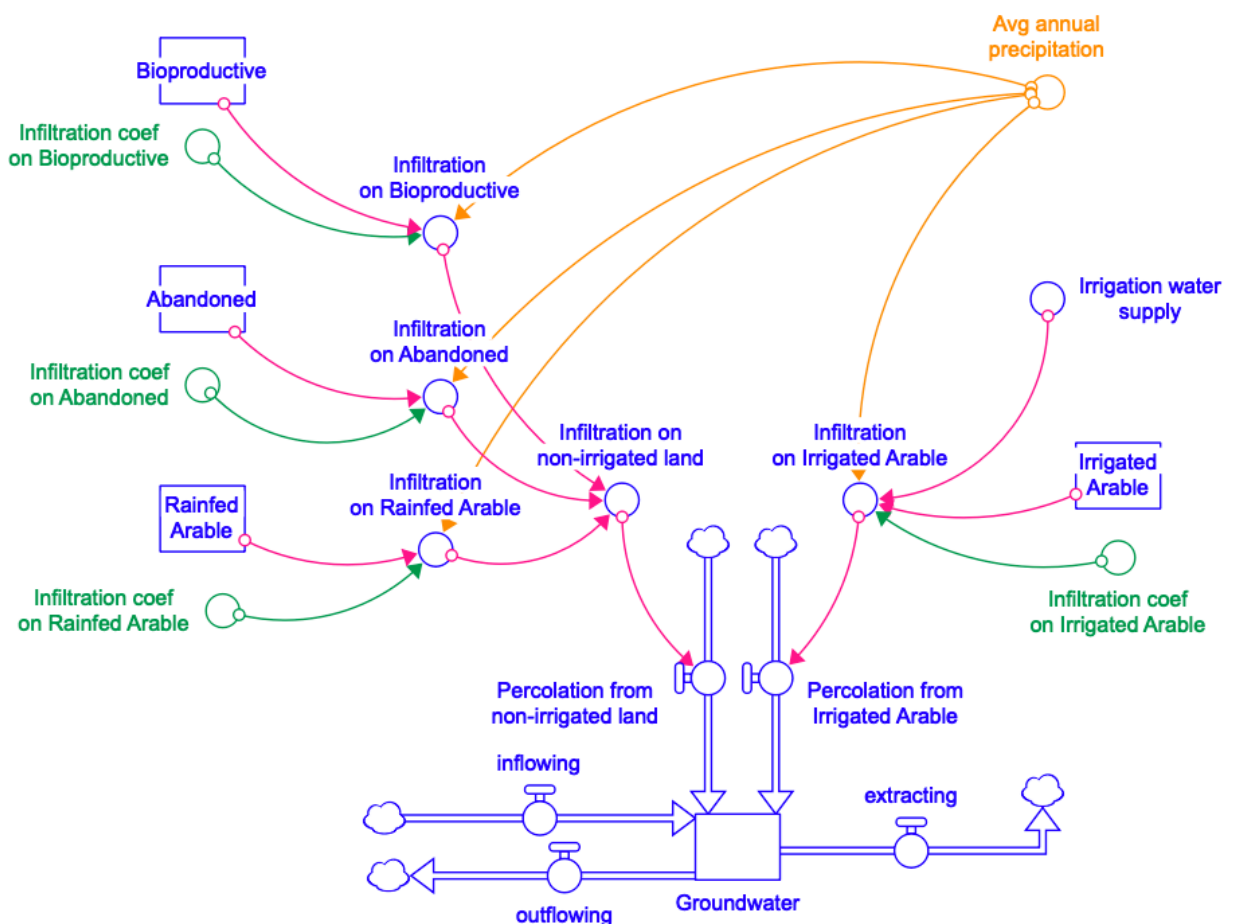 Avg annual
precipitation
Bioproductive
Infiltration coef
on Bioproductive
Infiltration
on Bioproductive
Abandoned
Infiltration
on Abandoned
Irrigation water
supply
Infiltration coef
on Abandoned
Infiltration on
non-irrigated land
Infiltration
on Irrigated Arable
Irrigated
Arable
Infiltration
on Rainfed Arable
Rainfed
Arable
Infiltration coef
on Rainfed Arable
Infiltration coef
on Irrigated Arable
Percolation from
non-irrigated land
Percolation from
Irrigated Arable
inflowing
extracting
outflowing
Groundwater